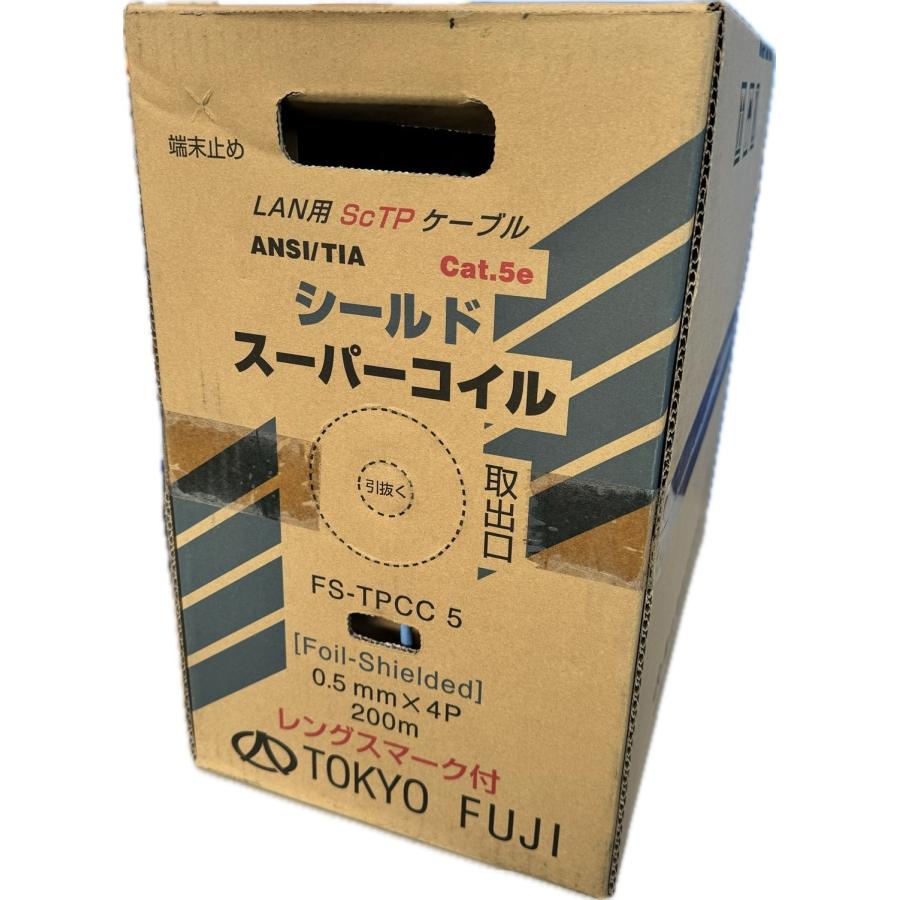 端末止め
LAN用 ScTP ケーブル
ANSI/TIA Cat.5e
シールド
スーパーコイル
引抜く
取出口
FS-TPCC 5
[Foil-Shielded]
0.5mm×4P
200m
レングスマーク付
TOKYO FUJI